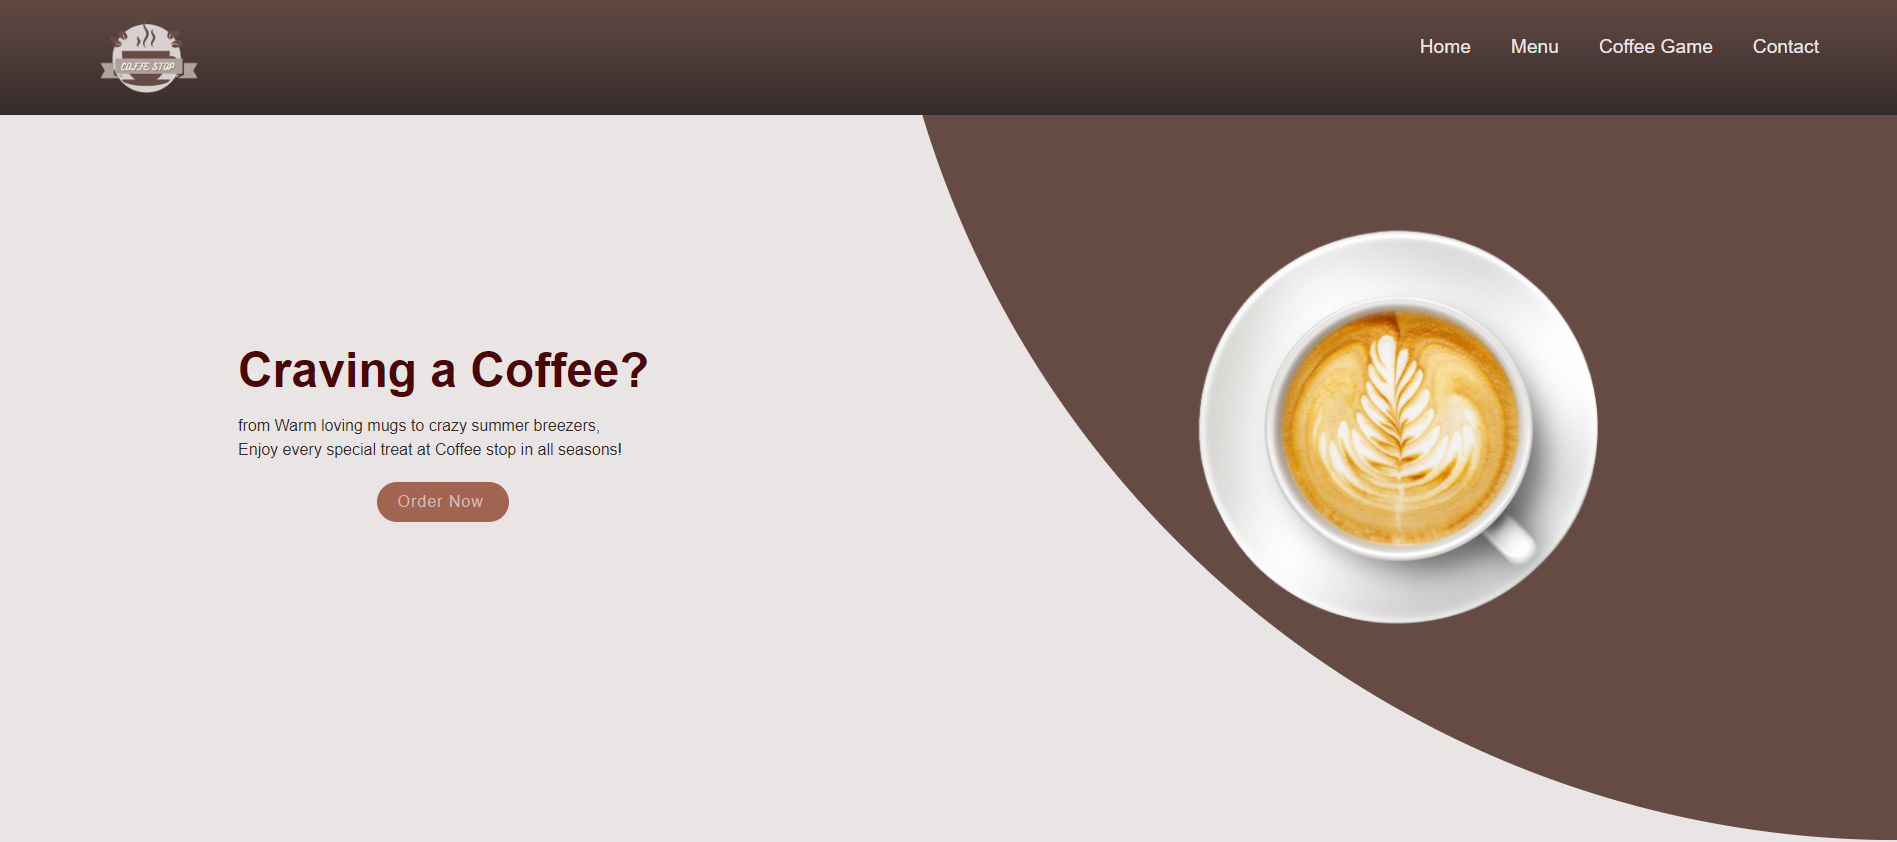 COFFE STOP
Home Menu Coffee Game Contact
Craving a Coffee?
from Warm loving mugs to crazy summer breezers,
Enjoy every special treat at Coffee stop in all seasons!
Order Now